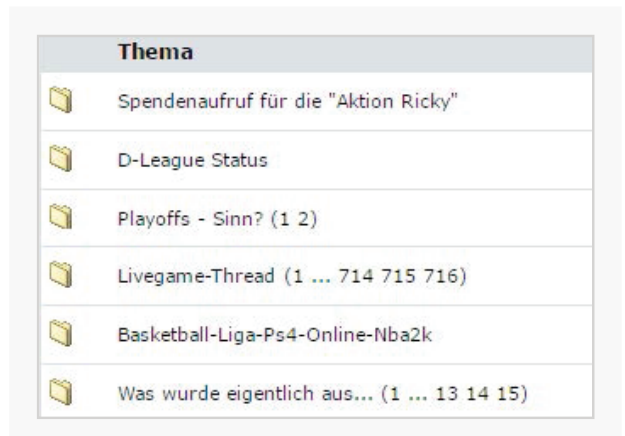 Thema
Spendenaufruf für die "Aktion Ricky"
D-League Status
Playoffs - Sinn? (1 2)
Livegame-Thread (1 ... 714 715 716)
Basketball-Liga-Ps4-Online-Nba2k
Was wurde eigentlich aus... (1 ... 13 14 15)